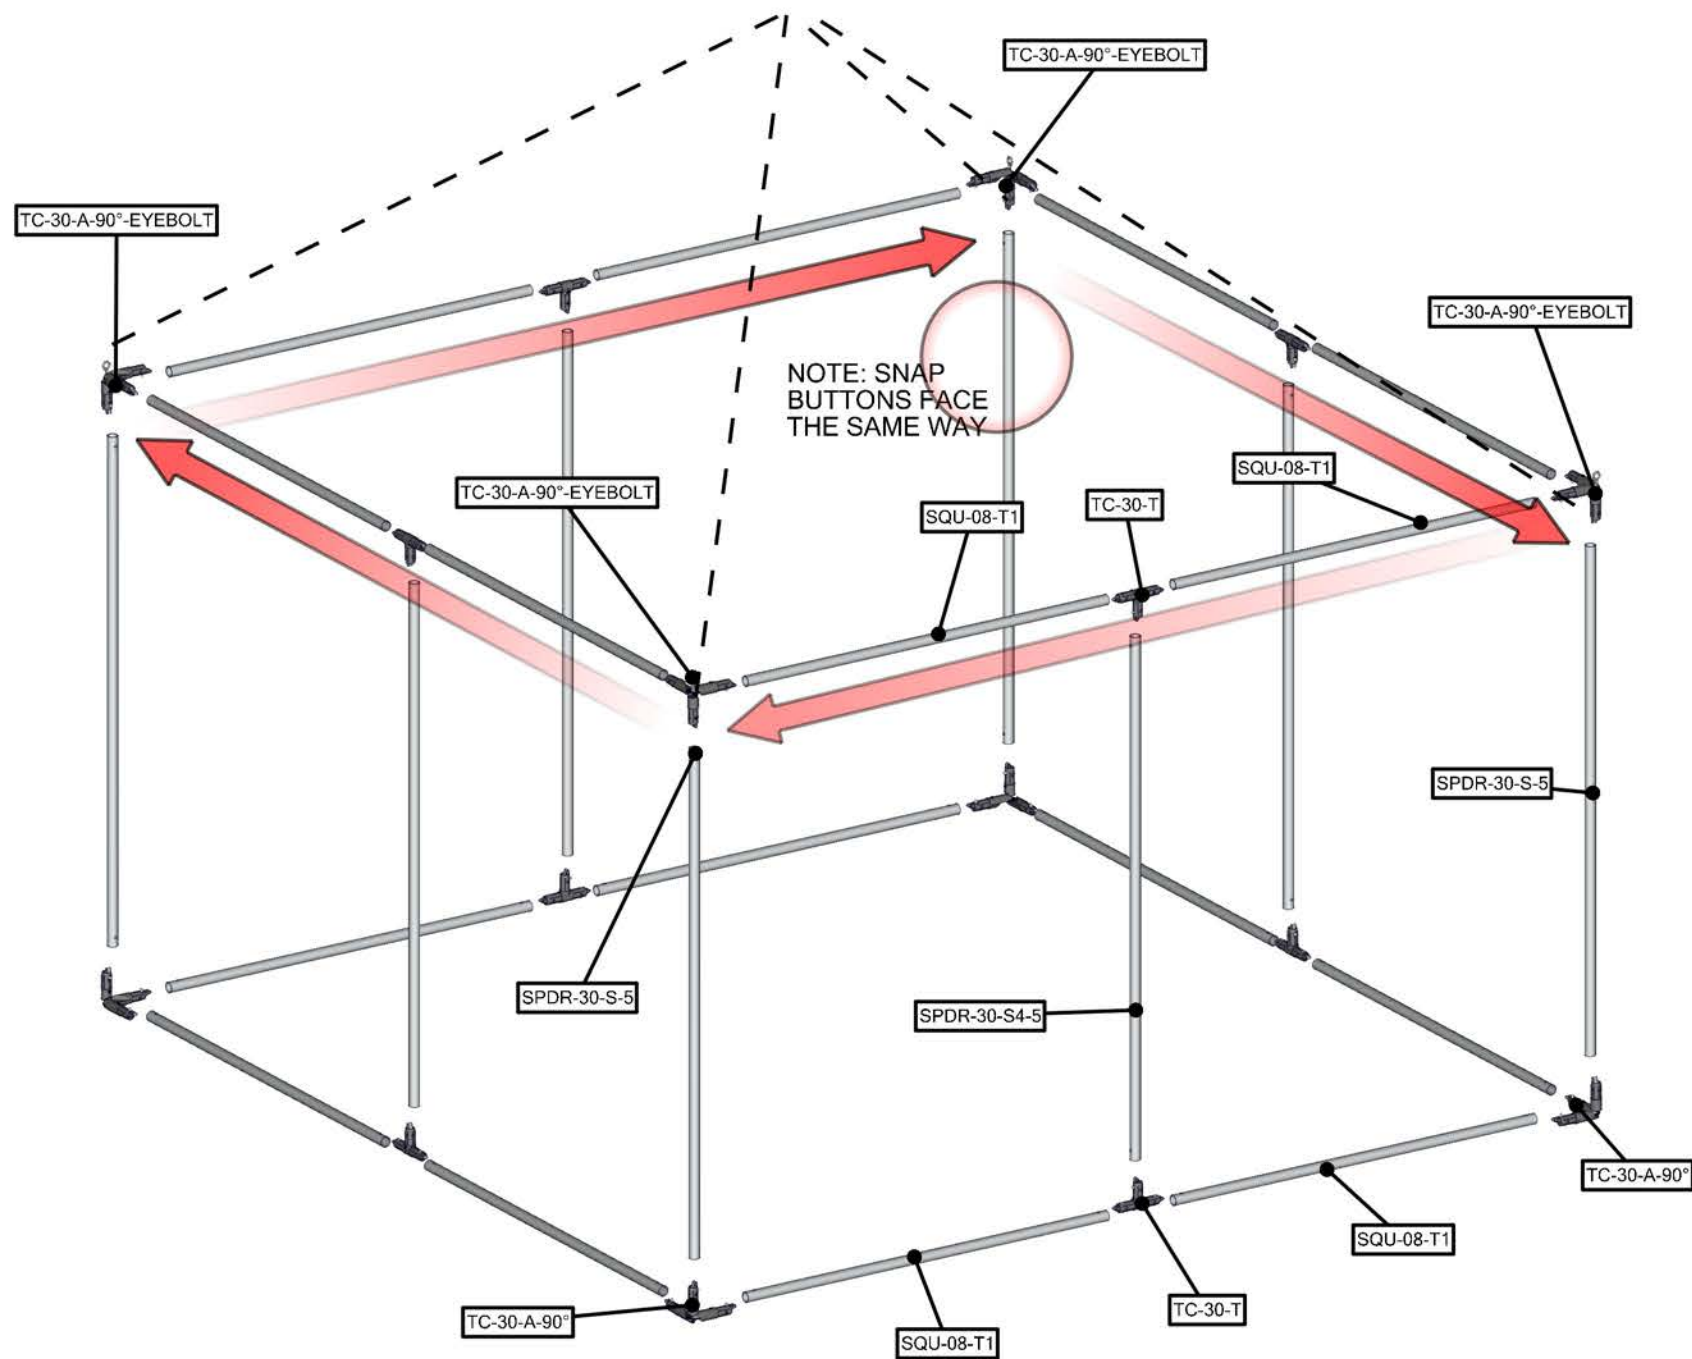 TC-30-A-90°-EYEBOLT
TC-30-A-90°-EYEBOLT
TC-30-A-90°-EYEBOLT
NOTE: SNAP
BUTTONS FACE
THE SAME WAY
SQU-08-T1
TC-30-A-90°-EYEBOLT
TC-30-T
SQU-08-T1
SPDR-30-S-5
SPDR-30-S-5
SPDR-30-S4-5
TC-30-A-90°
SQU-08-T1
TC-30-T
TC-30-A-90°
SQU-08-T1